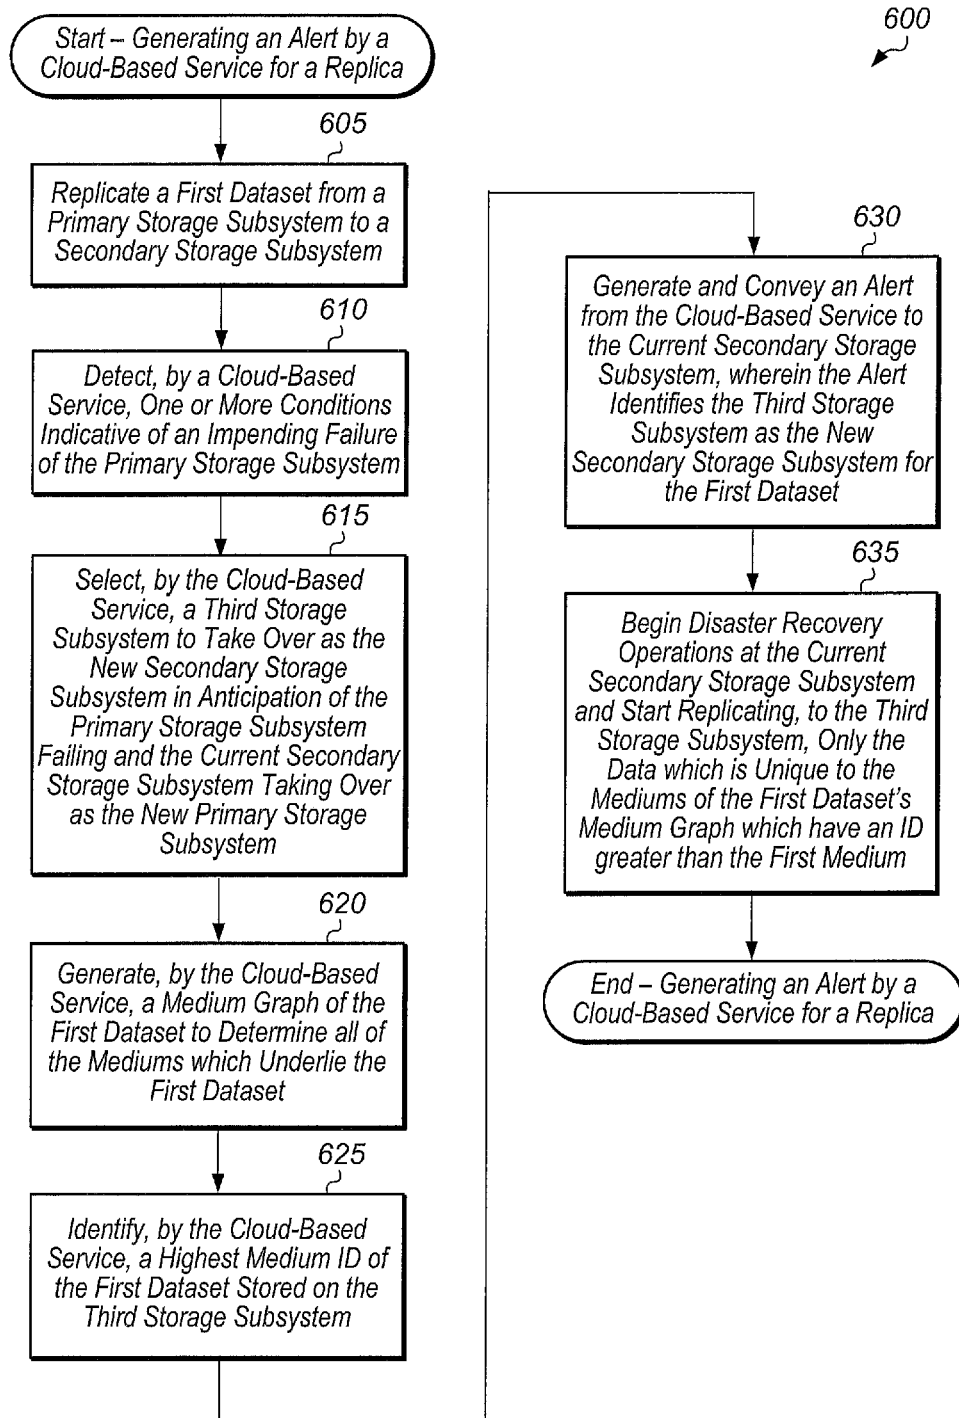 Start – Generating an Alert by a
Cloud-Based Service for a Replica
600
605
Replicate a First Dataset from a
Primary Storage Subsystem to a
Secondary Storage Subsystem
610
Detect, by a Cloud-Based
Service, One or More Conditions
Indicative of an Impending Failure
of the Primary Storage Subsystem
615
Select, by the Cloud-Based
Service, a Third Storage
Subsystem to Take Over as the
New Secondary Storage
Subsystem in Anticipation of the
Primary Storage Subsystem
Failing and the Current Secondary
Storage Subsystem Taking Over
as the New Primary Storage
Subsystem
620
Generate, by the Cloud-Based
Service, a Medium Graph of the
First Dataset to Determine all of
the Mediums which Underlie the
First Dataset
625
Identify, by the Cloud-Based
Service, a Highest Medium ID of
the First Dataset Stored on the
Third Storage Subsystem
630
Generate and Convey an Alert
from the Cloud-Based Service to
the Current Secondary Storage
Subsystem, wherein the Alert
Identifies the Third Storage
Subsystem as the New
Secondary Storage Subsystem for
the First Dataset
635
Begin Disaster Recovery
Operations at the Current
Secondary Storage Subsystem
and Start Replicating, to the Third
Storage Subsystem, Only the
Data which is Unique to the
Mediums of the First Dataset's
Medium Graph which have an ID
greater than the First Medium
End – Generating an Alert by a
Cloud-Based Service for a Replica